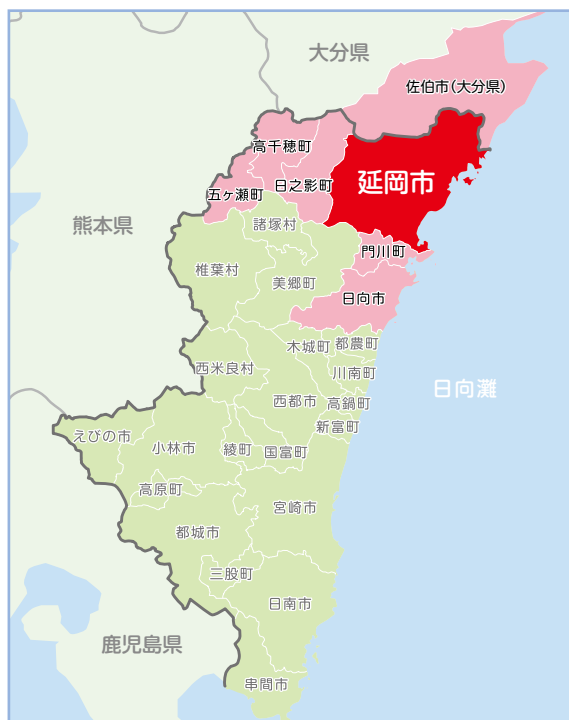 大分県
佐伯市(大分県)
高千穂町
日之影町
延岡市
五ヶ瀬町
熊本県
諸塚村
門川町
椎葉村
美郷町
日向市
木城町
都農町
西米良村
川南町
日向灘
西都市
高鍋町
新富町
えびの市
小林市
綾町
国富町
高原町
宮崎市
都城市
三股町
日南市
鹿児島県
串間市